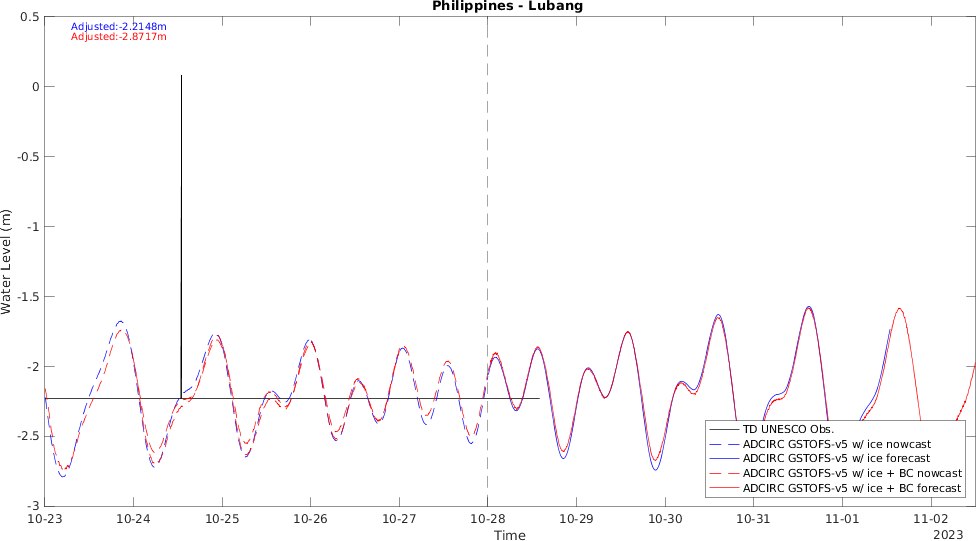 Philippines - Lubang
Adjusted:-2.2148m
Adjusted:-2.8717m
0.5
0
-0.5
-1
-1.5
-2
-2.5
-3
Water Level (m)
TD UNESCO Obs.
ADCIRC GSTOFS-v5 w/ ice nowcast
ADCIRC GSTOFS-v5 w/ ice forecast
ADCIRC GSTOFS-v5 w/ ice + BC nowcast
ADCIRC GSTOFS-v5 w/ ice + BC forecast
10-23 10-24 10-25 10-26 10-27 10-28 10-29 10-30 10-31 11-01 11-02
Time
2023